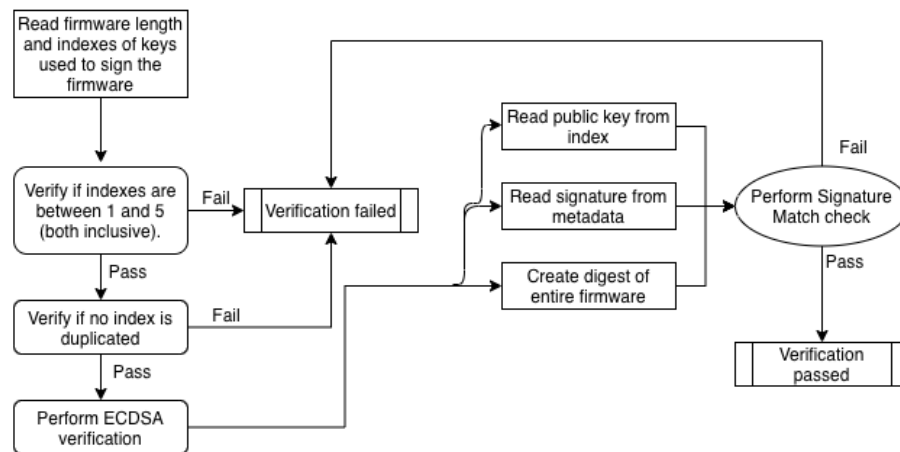 Read firmware length
and indexes of keys
used to sign the
firmware
Verify if indexes are
between 1 and 5
(both inclusive).
Fail
Verification failed
Pass
Verify if no index is
duplicated
Fail
Pass
Perform ECDSA
verification
Read public key from
index
Read signature from
metadata
Create digest of
entire firmware
Fail
Perform Signature
Match check
Pass
Verification
passed